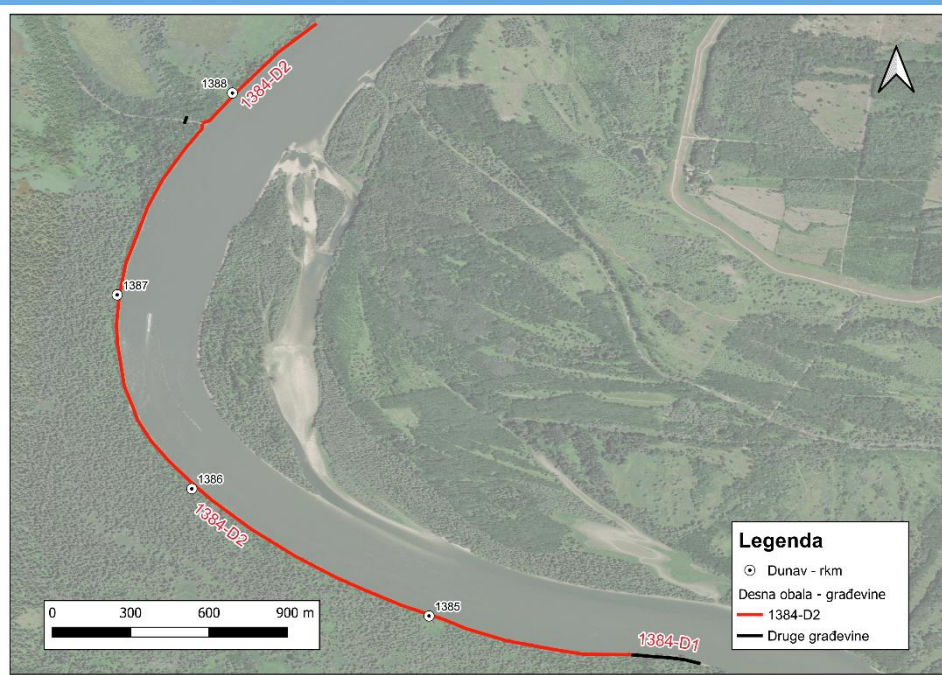 1388
1384-D2
1387
1386
1384-D2
1385
1384-D1
0 300 600 900 m
Legenda
Dunav - rkm
Desna obala - građevine
1384-D2
Druge građevine